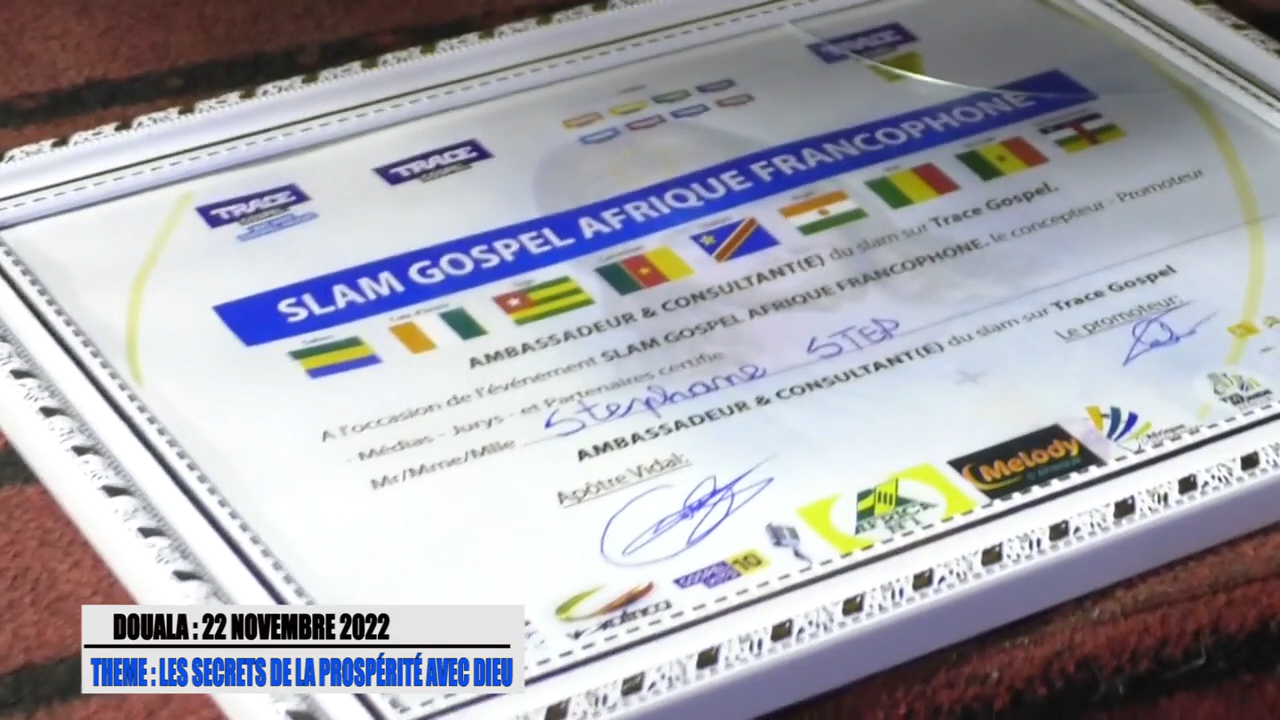 TRACE
TRACE
TRACE
SLAM GOSPEL AFRIQUE FRANCOPHONE
AMBASSADEUR & CONSULTANT(E) du slam sur Trace Gospel.
A l'occasion de l'événement SLAM GOSPEL AFRIQUE FRANCOPHONE, le concepteur - Promoteur
- Médias - Jurys - et Partenaires certifie
Mr/Mme/Mlle Stephane STEP
AMBASSADEUR & CONSULTANT(E) du slam sur Trace Gospel
Apôtre Vidal:
Le promoteur:
Melody
D'AFRIQUE
DOUALA : 22 NOVEMBRE 2022
THEME : LES SECRETS DE LA PROSPÉRITÉ AVEC DIEU